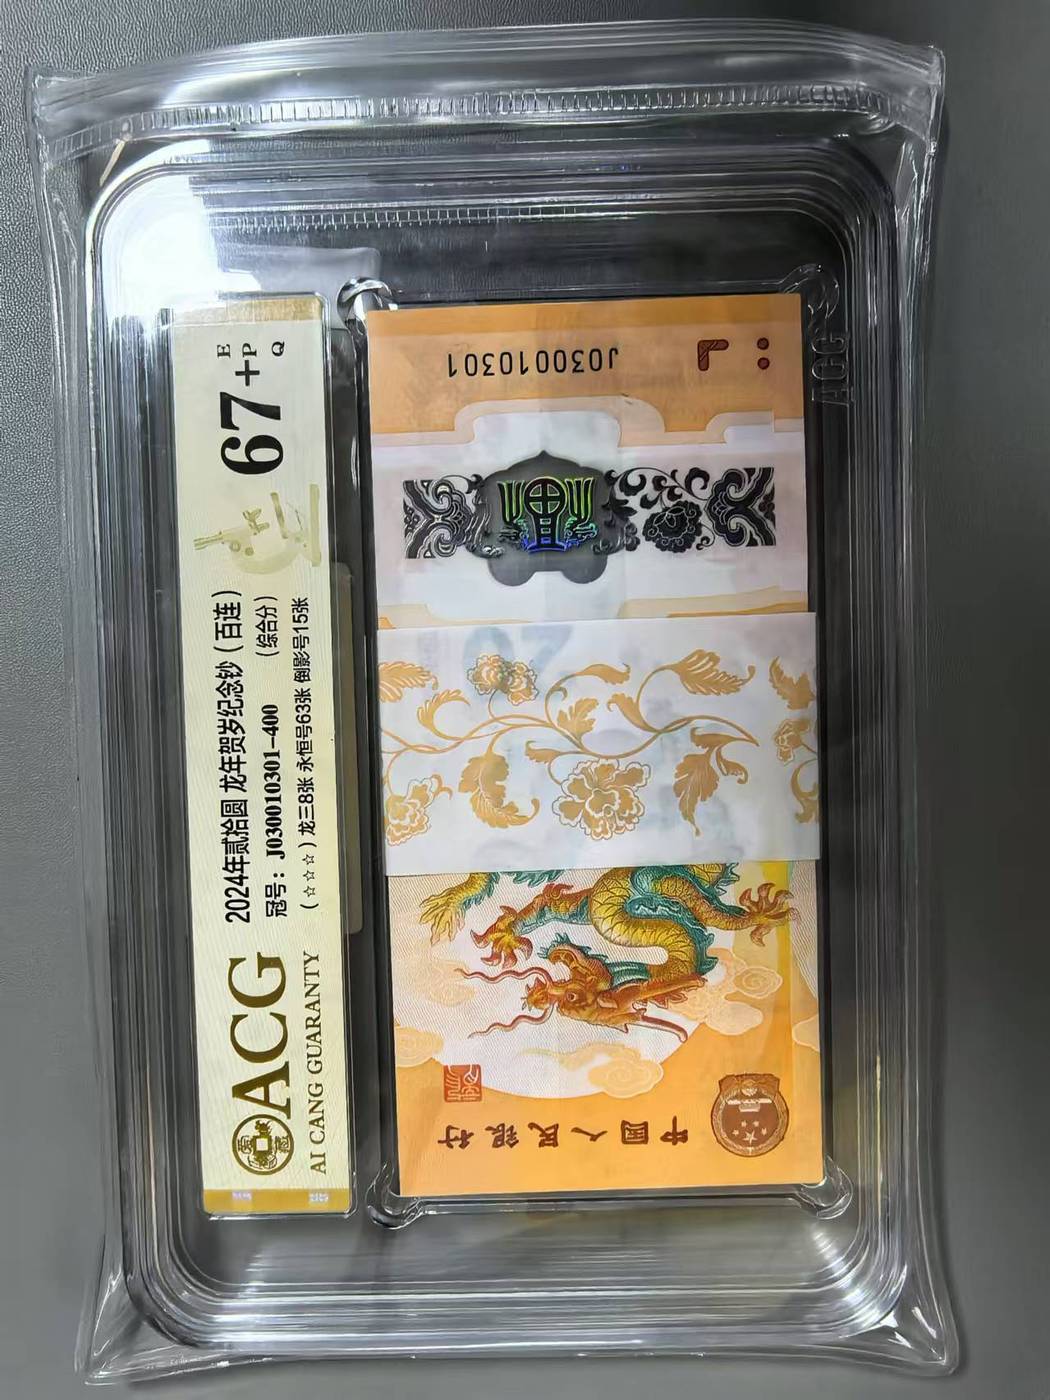 ACG
AI CANG GUARANTY
2024年贰拾圆 龙年贺岁纪念钞（百连）
冠号：J030010301-400
（综合分）
（☆☆☆）龙三8张 永恒号63张 倒影号15张
67+
E
P
Q
J030010301
20
中国人民银行
ACG